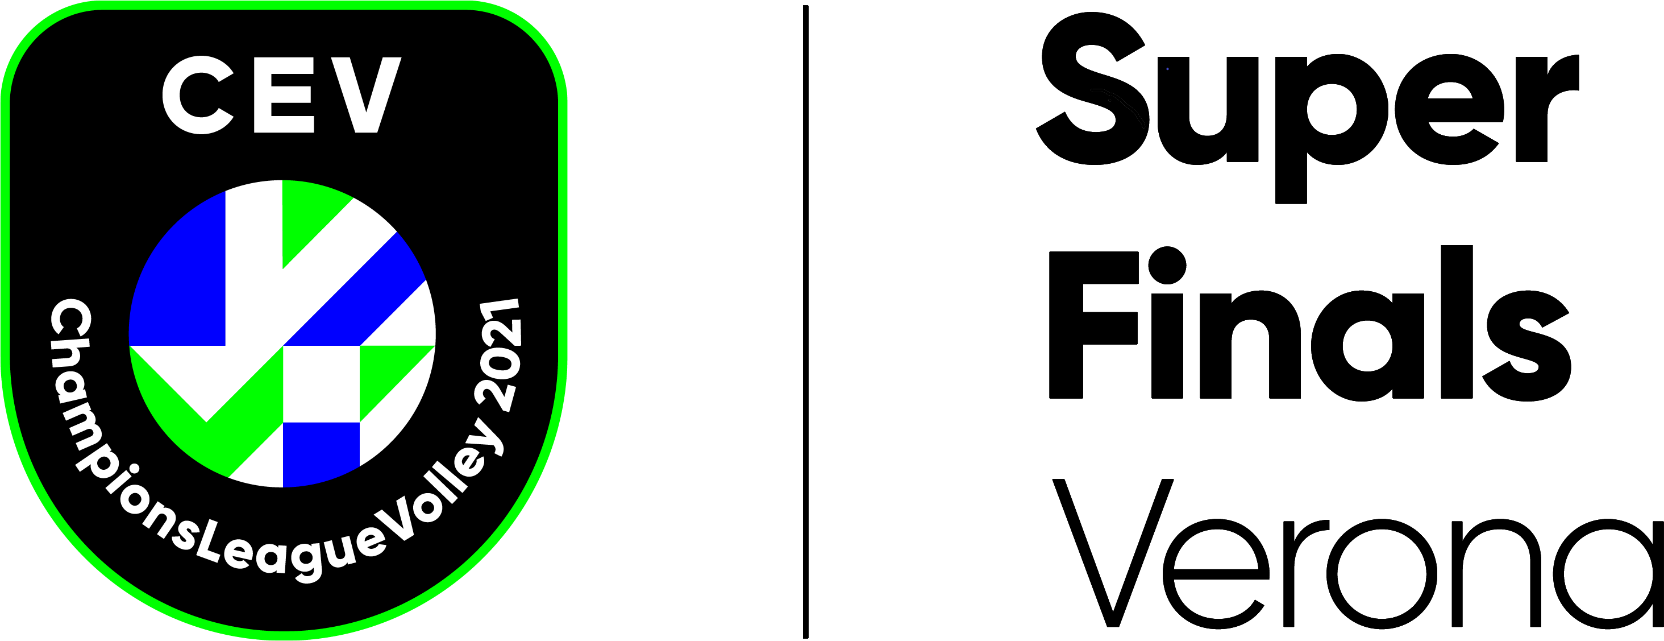 CEV
ChampionsLeagueVolley 2021
Super
Finals
Verona